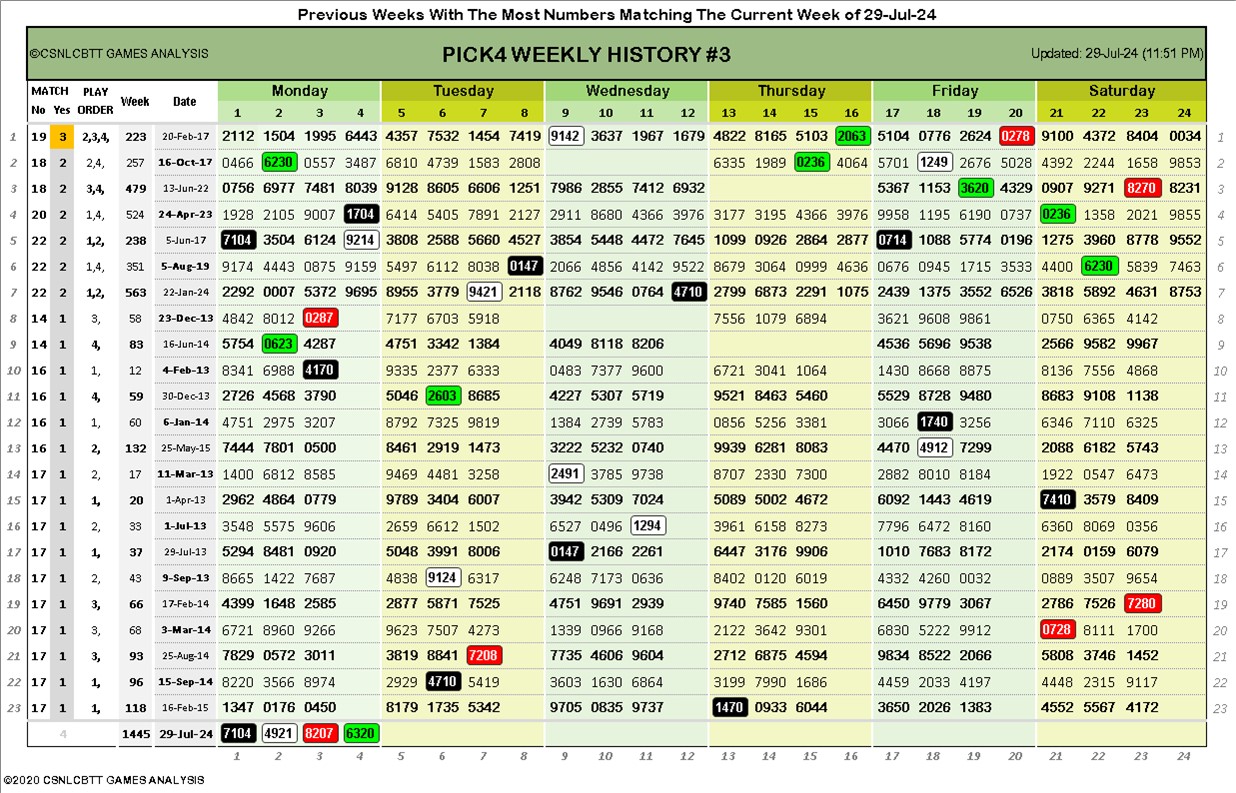 Previous Weeks With The Most Numbers Matching The Current Week of 29-Jul-24
©CSNLCBTT GAMES ANALYSIS PICK4 WEEKLY HISTORY #3 Updated: 29-Jul-24 (11:51 PM)
MATCH PLAY Week Date Monday Tuesday Wednesday Thursday Friday Saturday
No Yes ORDER 1 2 3 4 5 6 7 8 9 10 11 12 13 14 15 16 17 18 19 20 21 22 23 24
1 19 3 2,3,4, 223 20-Feb-17 2112 1504 1995 6443 4357 7532 1454 7419 9142 3637 1967 1679 4822 8165 5103 2063 5104 0776 2624 0278 9100 4372 8404 0034 1
2 18 2 2,4, 257 16-Oct-17 0466 6230 0557 3487 6810 4739 1583 2808 6335 1989 0236 4064 5701 1249 2676 5028 4392 2244 1658 9853 2
3 18 2 3,4, 479 13-Jun-22 0756 6977 7481 8039 9128 8605 6606 1251 7986 2855 7412 6932 5367 1153 3620 4329 0907 9271 8270 8231 3
4 20 2 1,4, 524 24-Apr-23 1928 2105 9007 1704 6414 5405 7891 2127 2911 8680 4366 3976 3177 3195 4366 3976 9958 1195 6190 0737 0236 1358 2021 9855 4
5 22 2 1,2, 238 5-Jun-17 7104 3504 6124 9214 3808 2588 5660 4527 3854 5448 4472 7645 1099 0926 2864 2877 0714 1088 5774 0196 1275 3960 8778 9552 5
6 22 2 1,4, 351 5-Aug-19 9174 4443 0875 9159 5497 6112 8038 0147 2066 4856 4142 9522 8679 3064 0999 4636 0676 0945 1715 3533 4400 6230 5839 7463 6
7 22 2 1,2, 563 22-Jan-24 2292 0007 5372 9695 8955 3779 9421 2118 8762 9546 0764 4710 2799 6873 2291 1075 2439 1375 3552 6526 3818 5892 4631 8753 7
8 14 1 3, 58 23-Dec-13 4842 8012 0287 7177 6703 5918 7556 1079 6894 3621 9608 9861 0750 6365 4142 8
9 14 1 4, 83 16-Jun-14 5754 0623 4287 4751 3342 1384 4049 8118 8206 4536 5696 9538 2566 9582 9967 9
10 16 1 1, 12 4-Feb-13 8341 6988 4170 9335 2377 6333 0483 7377 9600 6721 3041 1064 1430 8668 8875 8136 7556 4868 10
11 16 1 4, 59 30-Dec-13 2726 4568 3790 5046 2603 8685 4227 5307 5719 9521 8463 5460 5529 8728 9480 8683 9108 1138 11
12 16 1 1, 60 6-Jan-14 4751 2975 3207 8792 7325 9819 1384 2739 5783 0856 5256 3381 3066 1740 3256 6346 7110 6325 12
13 16 1 2, 132 25-May-15 7444 7801 0500 8461 2919 1473 3222 5232 0740 9939 6281 8083 4470 4912 7299 2088 6182 5743 13
14 17 1 2, 17 11-Mar-13 1400 6812 8585 9469 4481 3258 2491 3785 9738 8707 2330 7300 2882 8010 8184 1922 0547 6473 14
15 17 1 1, 20 1-Apr-13 2962 4864 0779 9789 3404 6007 3942 5309 7024 5089 5002 4672 6092 1443 4619 7410 3579 8409 15
16 17 1 2, 33 1-Jul-13 3548 5575 9606 2659 6612 1502 6527 0496 1294 3961 6158 8273 7796 6472 8160 6360 8069 0356 16
17 17 1 1, 37 29-Jul-13 5294 8481 0920 5048 3991 8006 0147 2166 2261 6447 3176 9906 1010 7683 8172 2174 0159 6079 17
18 17 1 2, 43 9-Sep-13 8665 1422 7687 4838 9124 6317 6248 7173 0636 8402 0120 6019 4332 4260 0032 0889 3507 9654 18
19 17 1 3, 66 17-Feb-14 4399 1648 2585 2877 5871 7525 4751 9691 2939 9740 7585 1560 6450 9779 3067 2786 7526 7280 19
20 17 1 3, 68 3-Mar-14 6721 8960 9266 9623 7507 4273 1339 0966 9168 2122 3642 9301 6830 5222 9912 0728 8111 1700 20
21 17 1 3, 93 25-Aug-14 7829 0572 3011 3819 8841 7208 7735 4606 9604 2712 6875 4594 9834 8522 2066 5808 3746 1452 21
22 17 1 1, 96 15-Sep-14 8220 3566 8974 2929 4710 5419 3603 1630 6864 3199 7990 1686 4459 2033 4197 4448 2315 9117 22
23 17 1 1, 118 16-Feb-15 1347 0176 0450 8179 1735 5342 9705 0835 9737 1470 0933 6044 3650 2026 1383 4552 5567 4172 23
4 1445 29-Jul-24 7104 4921 8207 6320
1 2 3 4 5 6 7 8 9 10 11 12 13 14 15 16 17 18 19 20 21 22 23 24
©2020 CSNLCBTT GAMES ANALYSIS